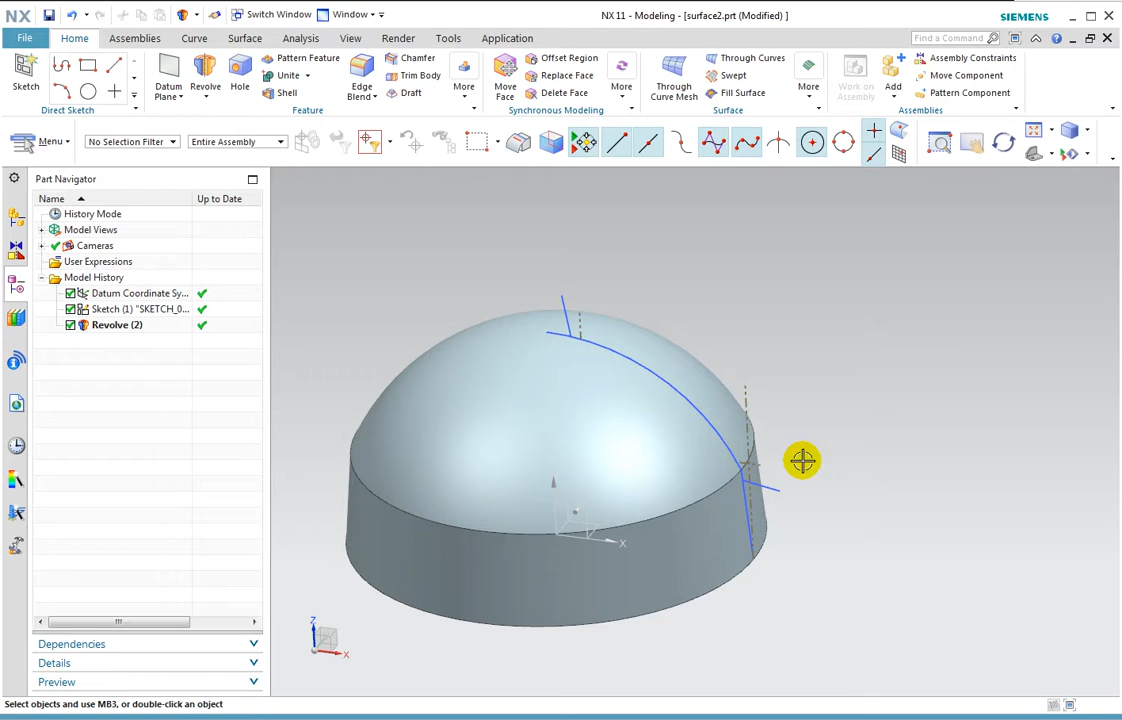 NX
Switch Window
Window
NX 11 - Modeling - [surface2.prt (Modified) ]
SIEMENS
File
Home
Assemblies
Curve
Surface
Analysis
View
Render
Tools
Application
Find a Command
Sketch
Direct Sketch
Datum Plane
Revolve
Hole
Pattern Feature
Unite
Shell
Edge Blend
Chamfer
Trim Body
Draft
More
Feature
Move Face
Offset Region
Replace Face
Delete Face
More
Synchronous Modeling
Through Curve Mesh
Through Curves
Swept
Fill Surface
More
Surface
Work on Assembly
Add
Assembly Constraints
Move Component
Pattern Component
Assemblies
Menu
No Selection Filter
Entire Assembly
Part Navigator
Name
Up to Date
History Mode
Model Views
Cameras
User Expressions
Model History
Datum Coordinate Sy...
Sketch (1) "SKETCH_0...
Revolve (2)
Dependencies
Details
Preview
X
Z
X
Select objects and use MB3, or double-click an object